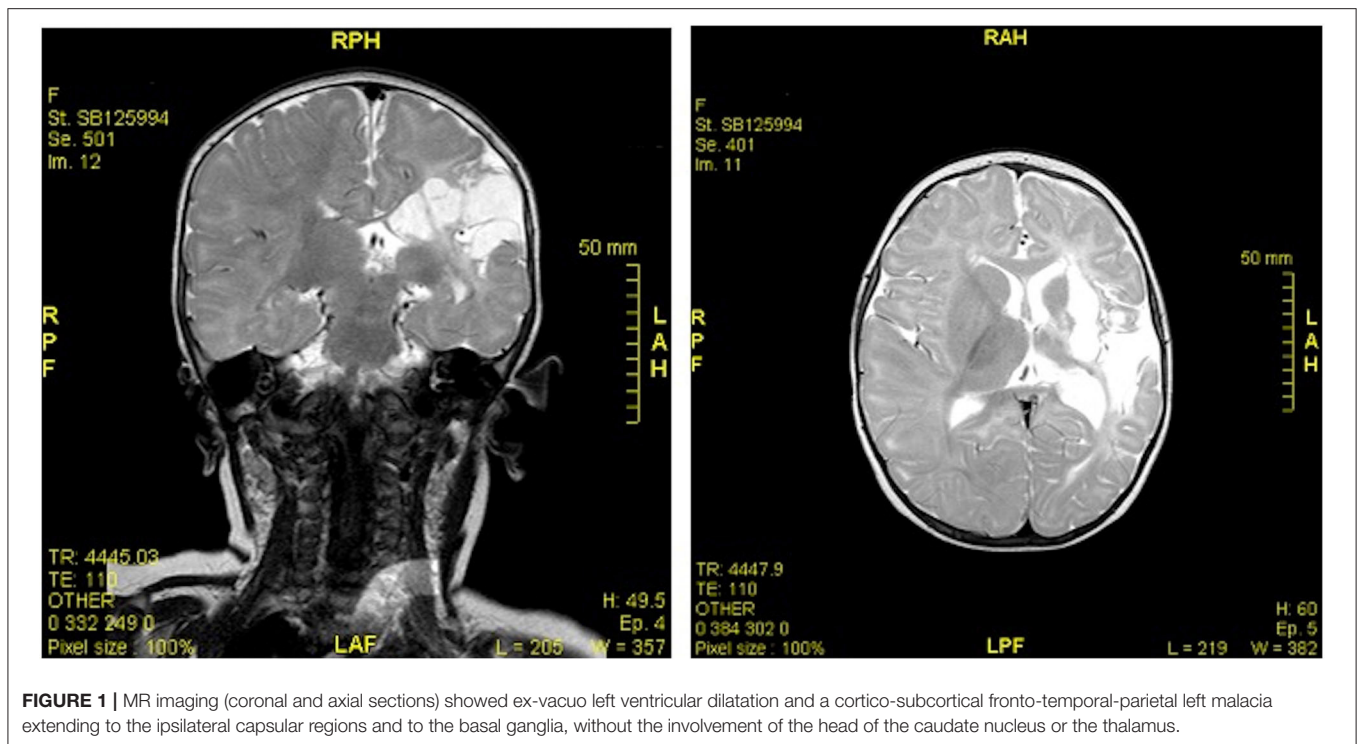 RPH
F
St. SB125994
Se. 501
Im. 12
50 mm
R
P
F
L
A
H
TR: 4445.03
TE: 110
OTHER
0 332 249 0
Pixel size : 100%
LAF
H: 49.5
Ep. 4
L = 205 W = 357
RAH
F
St. SB125994
Se. 401
Im. 11
50 mm
R
P
F
L
A
H
TR: 4447.9
TE: 110
OTHER
0 384 302 0
Pixel size : 100%
LPF
H: 60
Ep. 5
L = 219 W = 382
FIGURE 1 | MR imaging (coronal and axial sections) showed ex-vacuo left ventricular dilatation and a cortico-subcortical fronto-temporal-parietal left malacia
extending to the ipsilateral capsular regions and to the basal ganglia, without the involvement of the head of the caudate nucleus or the thalamus.